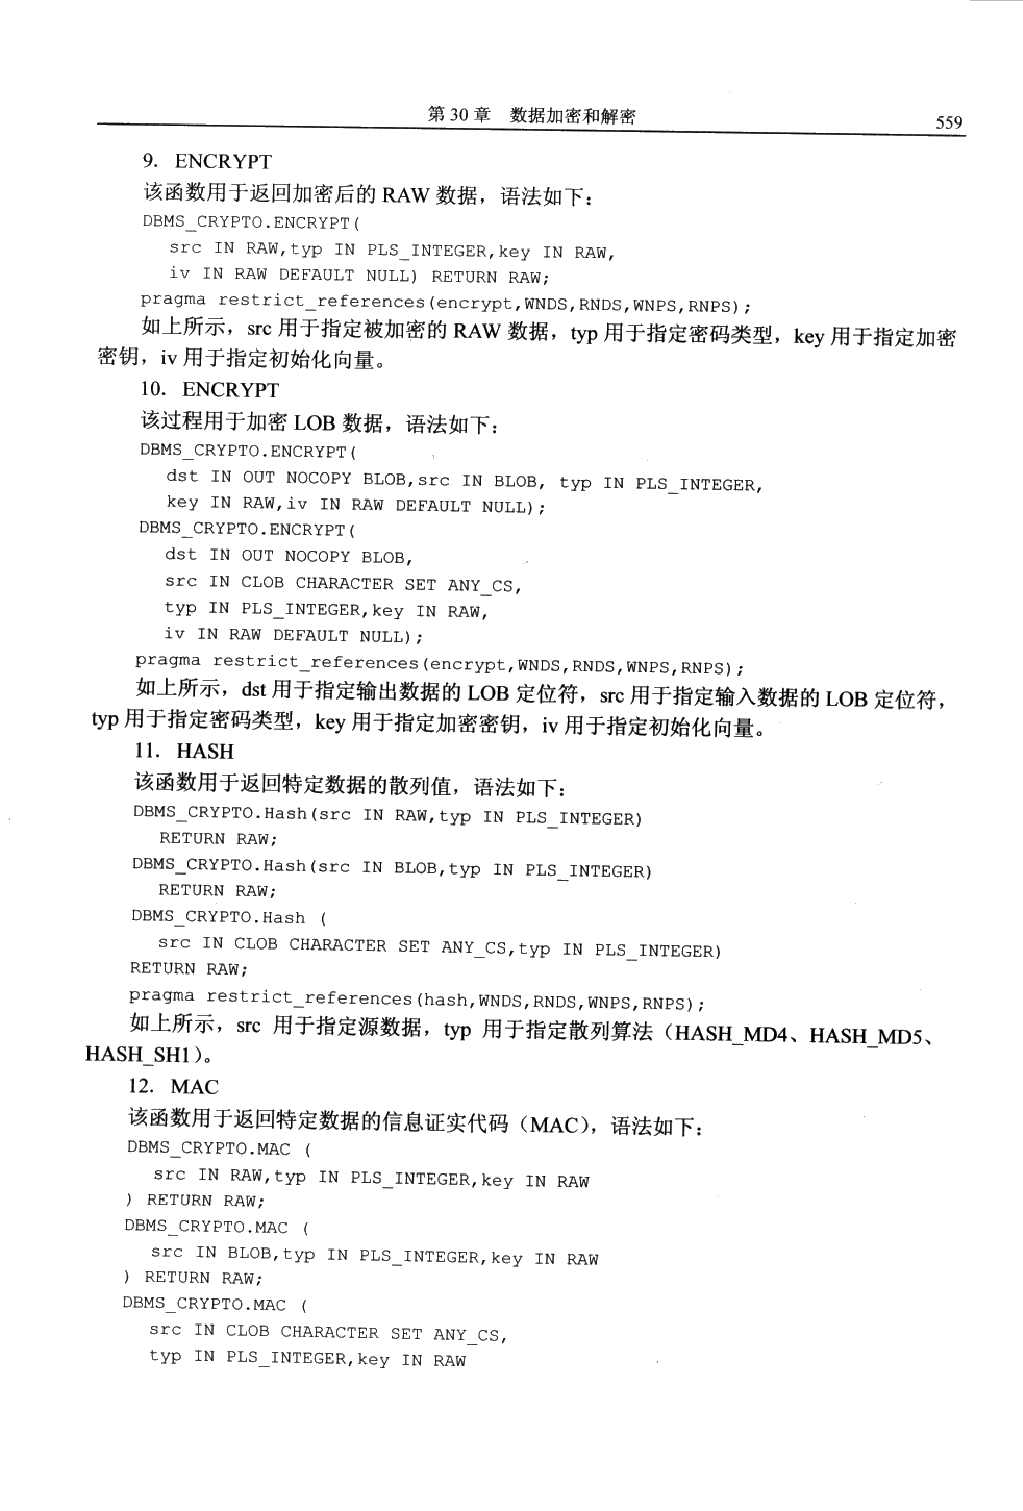 第 30 章 数据加密和解密
559
9. ENCRYPT
该函数用于返回加密后的 RAW 数据，语法如下：
DBMS_CRYPTO.ENCRYPT(
src IN RAW,typ IN PLS_INTEGER,key IN RAW,
iv IN RAW DEFAULT NULL) RETURN RAW;
pragma restrict_references(encrypt,WNDS,RNDS,WNPS,RNPS);
如上所示，src 用于指定被加密的 RAW 数据，typ 用于指定密码类型，key 用于指定加密
密钥，iv 用于指定初始化向量。
10. ENCRYPT
该过程用于加密 LOB 数据，语法如下：
DBMS_CRYPTO.ENCRYPT(
dst IN OUT NOCOPY BLOB,src IN BLOB, typ IN PLS_INTEGER,
key IN RAW,iv IN RAW DEFAULT NULL);
DBMS_CRYPTO.ENCRYPT(
dst IN OUT NOCOPY BLOB,
src IN CLOB CHARACTER SET ANY_CS,
typ IN PLS_INTEGER,key IN RAW,
iv IN RAW DEFAULT NULL);
pragma restrict_references(encrypt,WNDS,RNDS,WNPS,RNPS);
如上所示，dst 用于指定输出数据的 LOB 定位符，src 用于指定输入数据的 LOB 定位符，
typ 用于指定密码类型，key 用于指定加密密钥，iv 用于指定初始化向量。
11. HASH
该函数用于返回特定数据的散列值，语法如下：
DBMS_CRYPTO.Hash(src IN RAW,typ IN PLS_INTEGER)
RETURN RAW;
DBMS_CRYPTO.Hash(src IN BLOB,typ IN PLS_INTEGER)
RETURN RAW;
DBMS_CRYPTO.Hash (
src IN CLOB CHARACTER SET ANY_CS,typ IN PLS_INTEGER)
RETURN RAW;
pragma restrict_references(hash,WNDS,RNDS,WNPS,RNPS);
如上所示，src 用于指定源数据，typ 用于指定散列算法（HASH_MD4、HASH_MD5、
HASH_SH1）。
12. MAC
该函数用于返回特定数据的信息证实代码（MAC），语法如下：
DBMS_CRYPTO.MAC (
src IN RAW,typ IN PLS_INTEGER,key IN RAW
) RETURN RAW;
DBMS_CRYPTO.MAC (
src IN BLOB,typ IN PLS_INTEGER,key IN RAW
) RETURN RAW;
DBMS_CRYPTO.MAC (
src IN CLOB CHARACTER SET ANY_CS,
typ IN PLS_INTEGER,key IN RAW